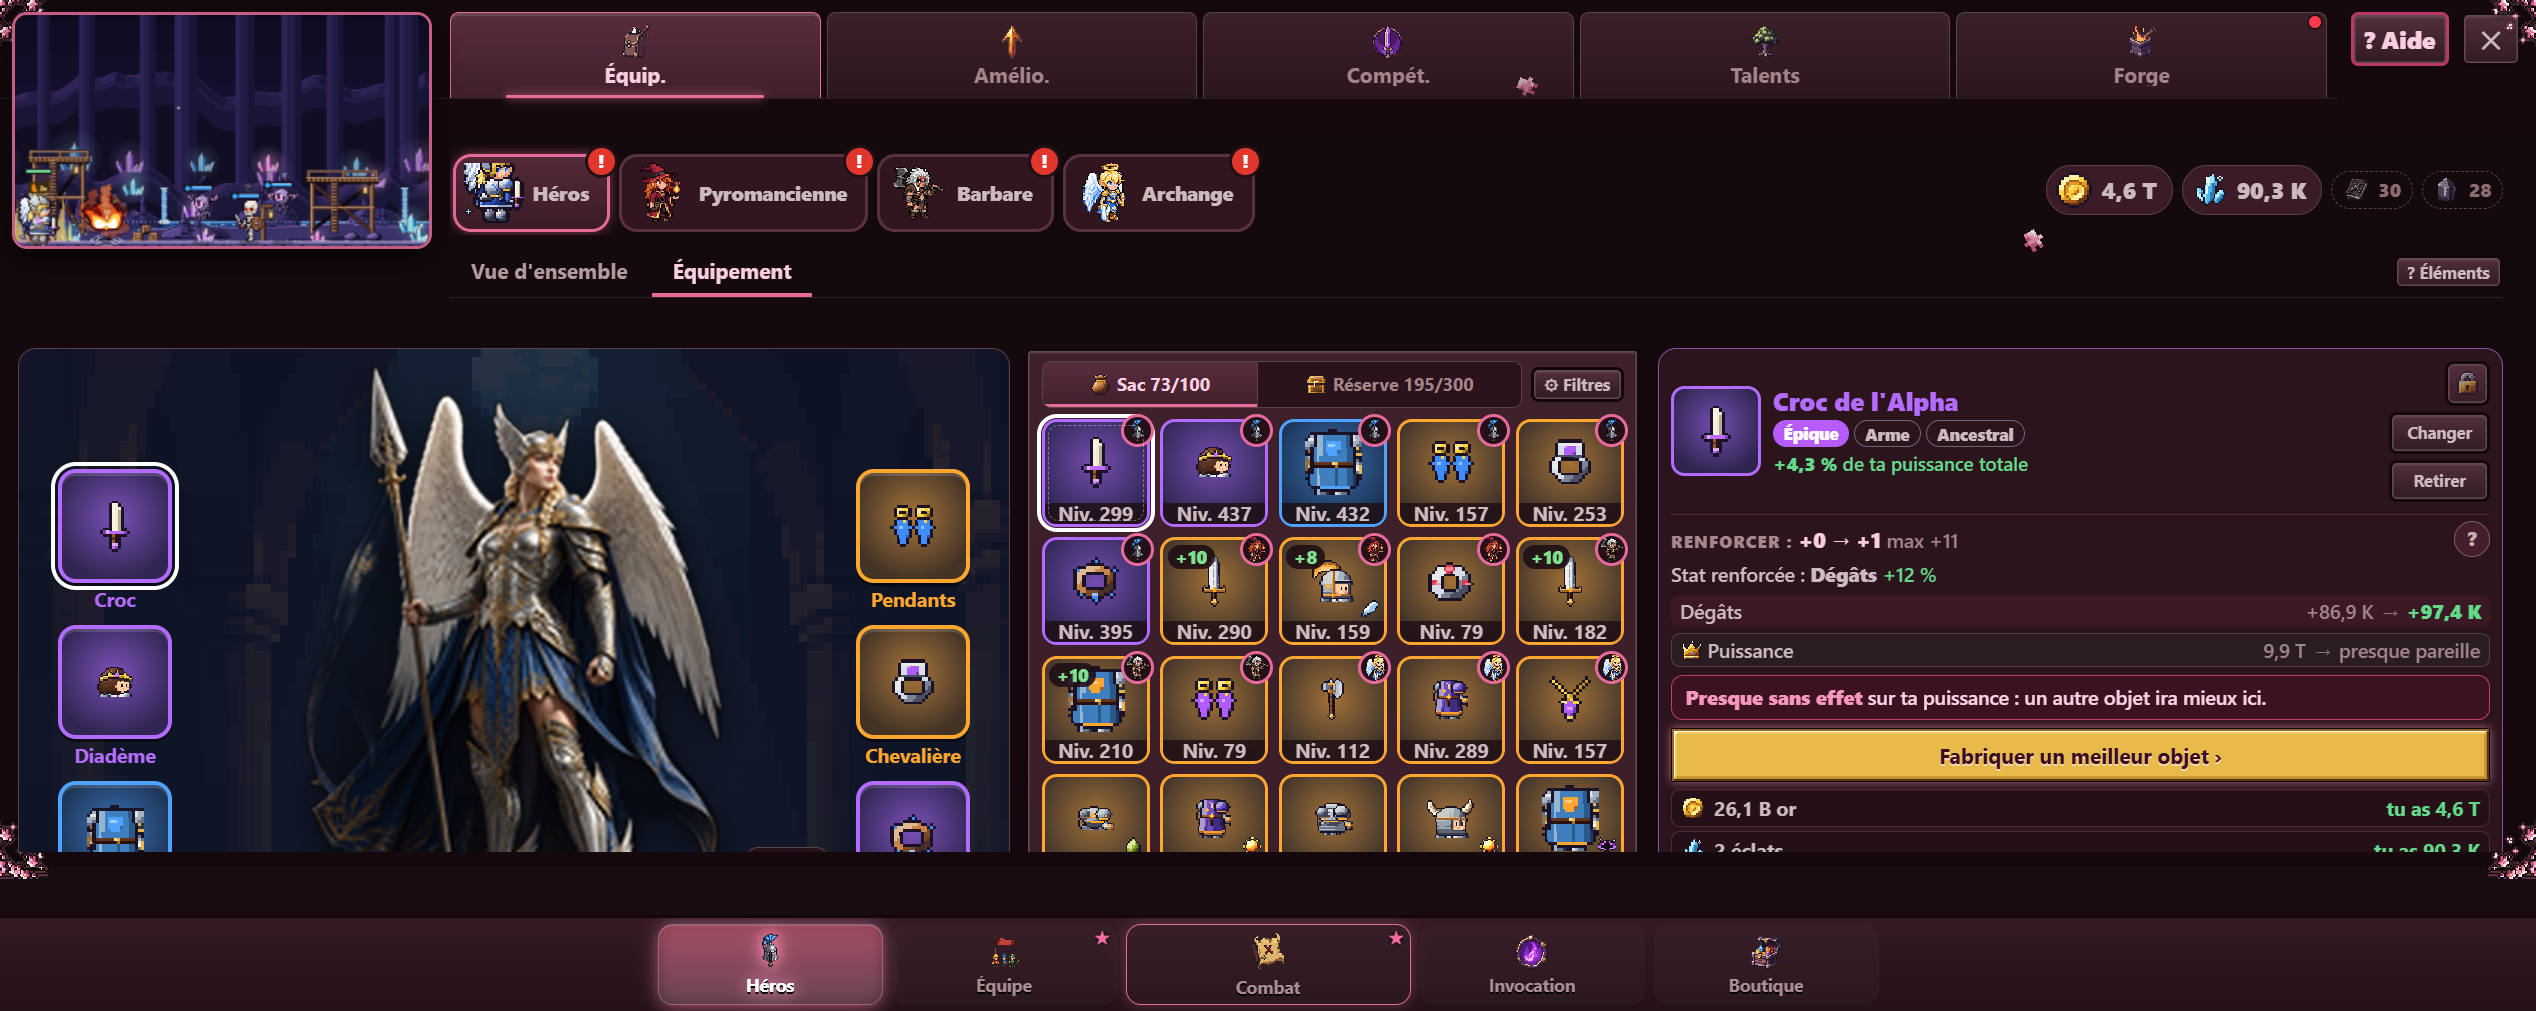 Équip.
Amélio.
Compét.
Talents
Forge
? Aide
Héros
Pyromancienne
Barbare
Archange
4,6 T
90,3 K
30
28
Vue d'ensemble
Équipement
? Éléments
Croc
Diadème
Pendants
Chevalière
Sac 73/100
Réserve 195/300
Filtres
Niv. 299
Niv. 437
Niv. 432
Niv. 157
Niv. 253
Niv. 395
+10
Niv. 290
+8
Niv. 159
Niv. 79
+10
Niv. 182
+10
Niv. 210
Niv. 79
Niv. 112
Niv. 289
Niv. 157
Croc de l'Alpha
Épique
Arme
Ancestral
+4,3 % de ta puissance totale
Changer
Retirer
RENFORCER : +0 → +1 max +11
?
Stat renforcée : Dégâts +12 %
Dégâts
+86,9 K → +97,4 K
Puissance
9,9 T → presque pareille
Presque sans effet sur ta puissance : un autre objet ira mieux ici.
Fabriquer un meilleur objet ›
26,1 B or
tu as 4,6 T
2 éclats
tu as 90,3 K
Héros
Équipe
Combat
Invocation
Boutique